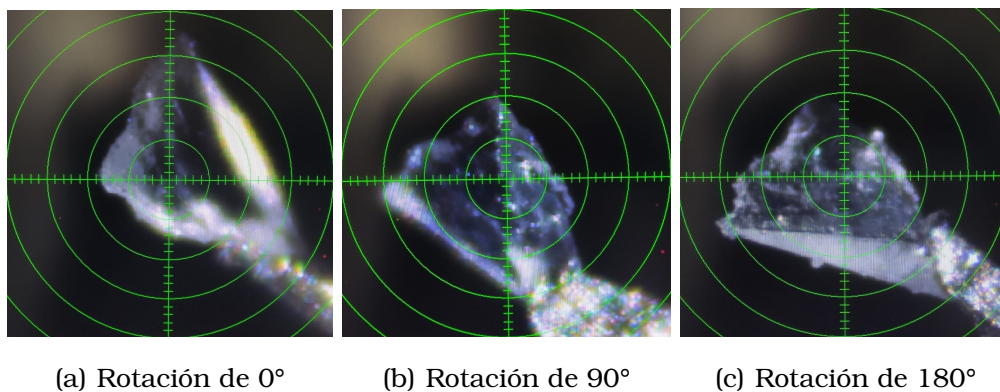 (a) Rotación de 0°
(b) Rotación de 90°
(c) Rotación de 180°